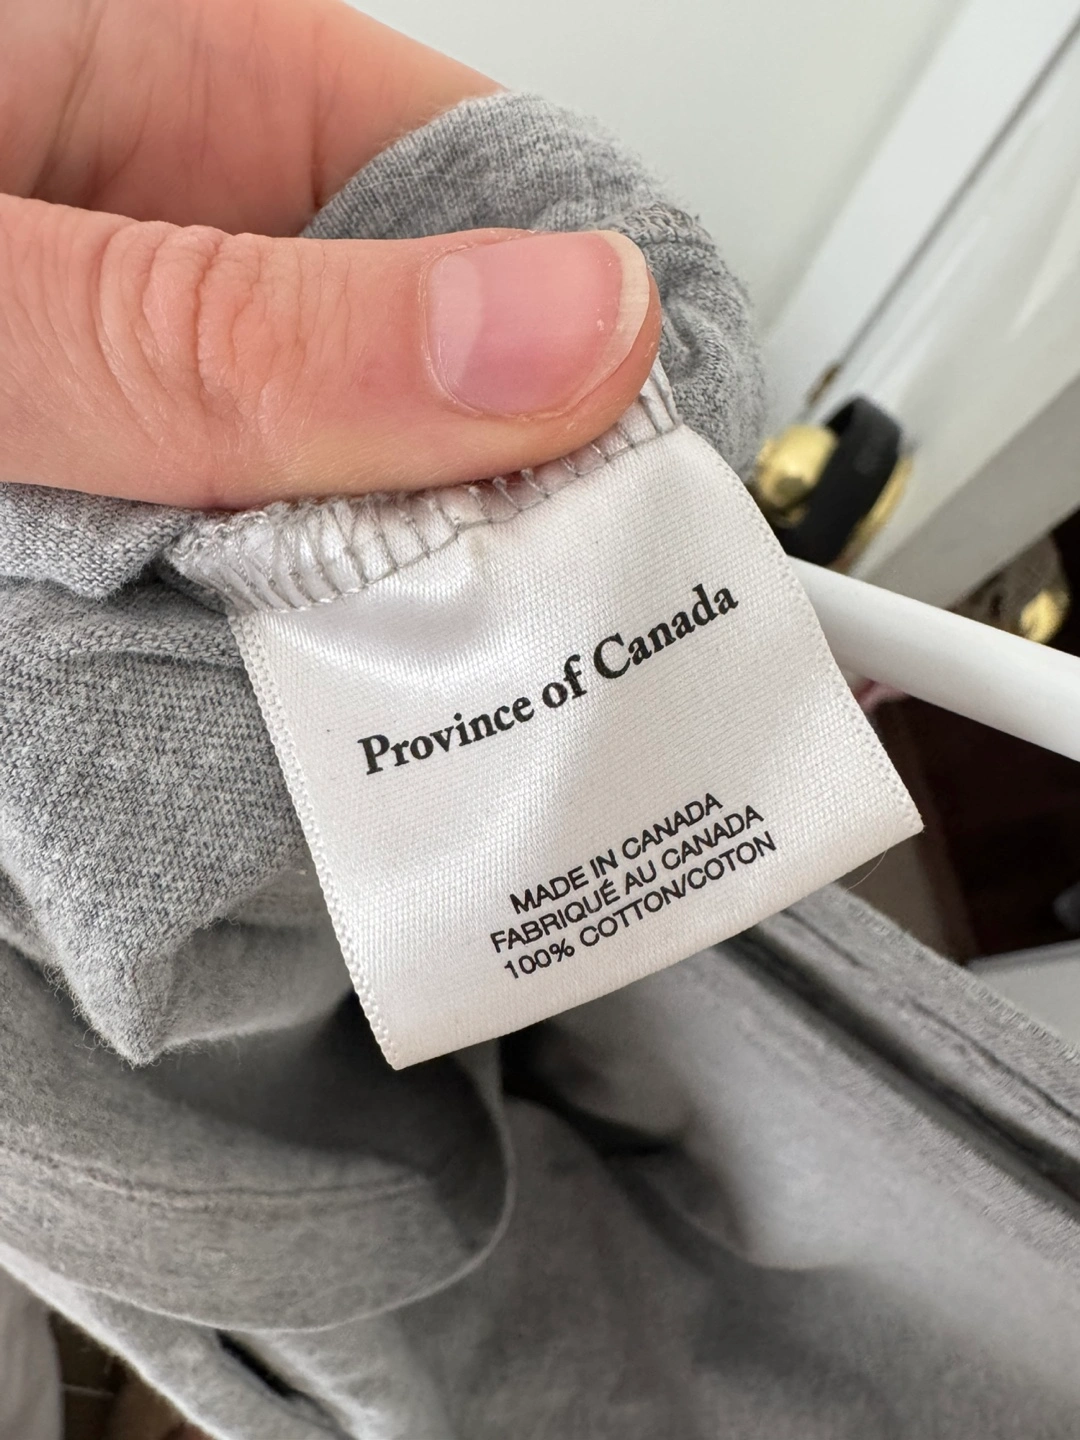 Province of Canada
MADE IN CANADA
FABRIQUÉ AU CANADA
100% COTTON/COTON